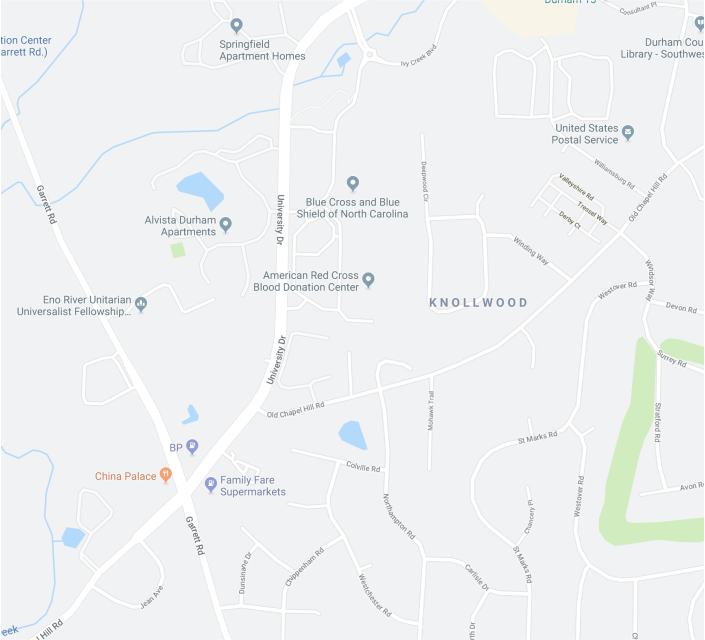 Durham 15
Consultant Pl
tion Center
arrett Rd.)
Springfield
Apartment Homes
Ivy Creek Blvd
Durham Cou
Library - Southwes
United States
Postal Service
Williamsburg Rd
Old Chapel Hill Rd
Valleyshire Rd
Tressel Way
Derby Ct
Deepwood Cir
Garrett Rd
University Dr
Blue Cross and Blue
Shield of North Carolina
Alvista Durham
Apartments
Winding Way
American Red Cross
Blood Donation Center
Windsor Way
Westover Rd
KNOLLWOOD
Devon Rd
Eno River Unitarian
Universalist Fellowship...
University Dr
Surrey Rd
Old Chapel Hill Rd
Mohawk Trail
Stratford Rd
St Marks Rd
BP
Colville Rd
China Palace
Family Fare
Supermarkets
Avon R
Westover Rd
Northampton Rd
Chancery Pl
Garrett Rd
St Marks Rd
Dunsinane Dr
Chippenham Rd
Carlisle Dr
Westchester Rd
Jean Ave
l Hill Rd
eek
rth Dr
Ct